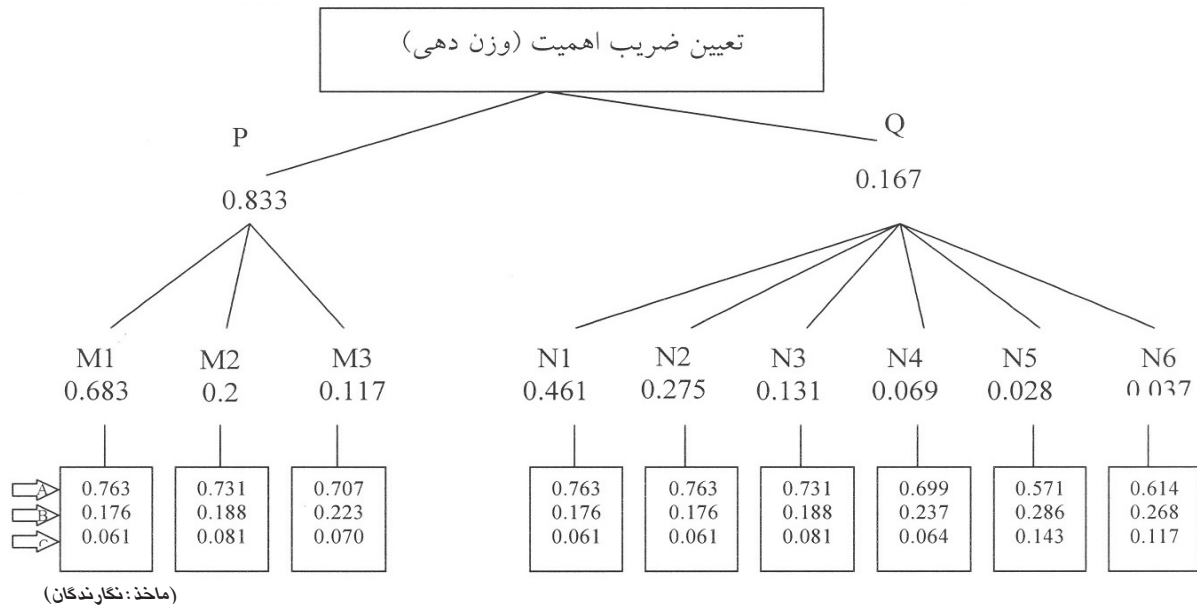 تعیین ضریب اهمیت (وزن دهی)
P Q
0.833 0.167
M1 M2 M3 N1 N2 N3 N4 N5 N6
0.683 0.2 0.117 0.461 0.275 0.131 0.069 0.028 0.037
A 0.763 0.731 0.707 0.763 0.763 0.731 0.699 0.571 0.614
B 0.176 0.188 0.223 0.176 0.176 0.188 0.237 0.286 0.268
C 0.061 0.081 0.070 0.061 0.061 0.081 0.064 0.143 0.117
(ماخذ: نگارندگان)